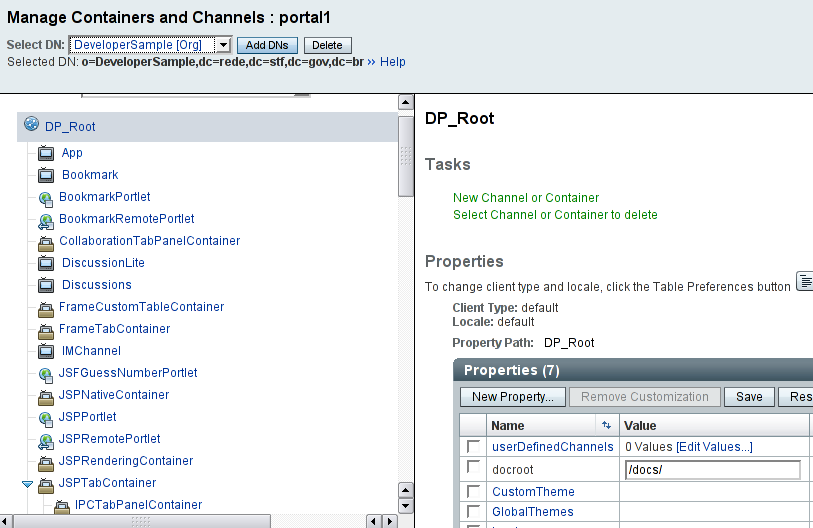 Manage Containers and Channels : portal1
Select DN: DeveloperSample [Org] Add DNs Delete
Selected DN: o=DeveloperSample,dc=rede,dc=stf,dc=gov,dc=br » Help
DP_Root
App
Bookmark
BookmarkPortlet
BookmarkRemotePortlet
CollaborationTabPanelContainer
DiscussionLite
Discussions
FrameCustomTableContainer
FrameTabContainer
IMChannel
JSFGuessNumberPortlet
JSPNativeContainer
JSPPortlet
JSPRemotePortlet
JSPRenderingContainer
JSPTabContainer
IPCTabPanelContainer
DP_Root
Tasks
New Channel or Container
Select Channel or Container to delete
Properties
To change client type and locale, click the Table Preferences button
Client Type: default
Locale: default
Property Path: DP_Root
Properties (7)
New Property... Remove Customization Save Res
Name Value
userDefinedChannels 0 Values [Edit Values...]
docroot /docs/
CustomTheme
GlobalThemes